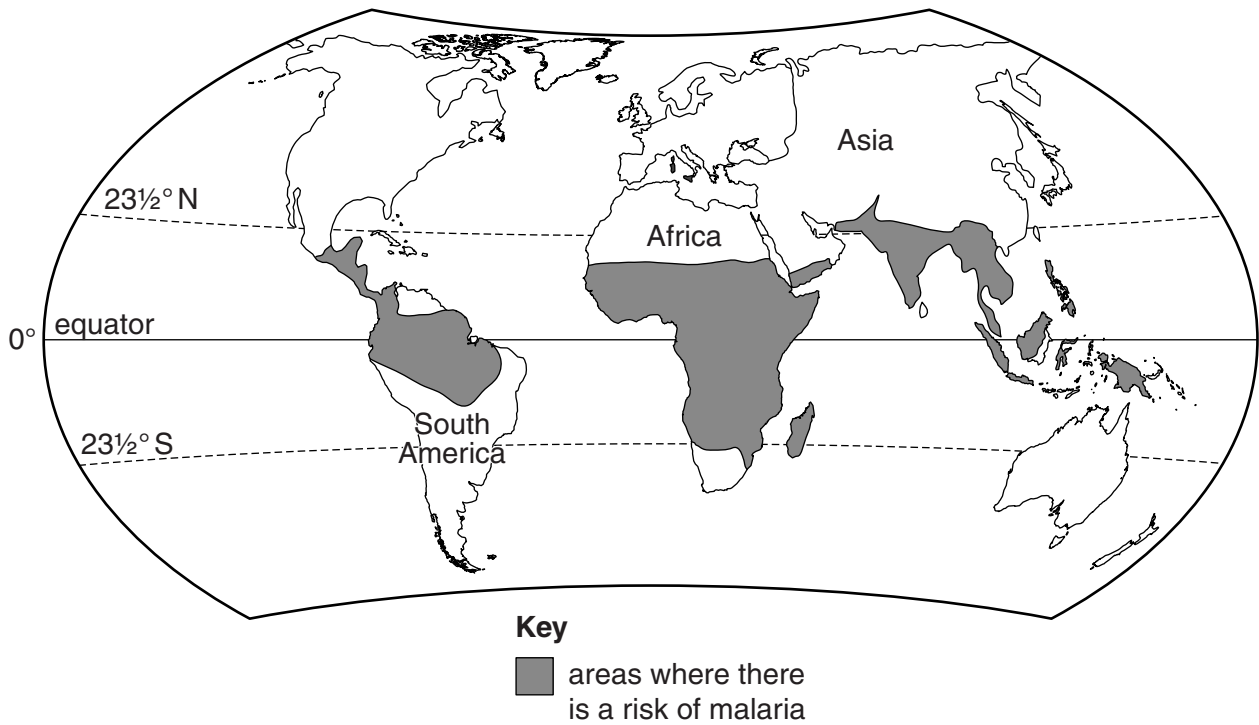 Asia
23½° N
Africa
0° equator
South
America
23½° S
Key
areas where there
is a risk of malaria